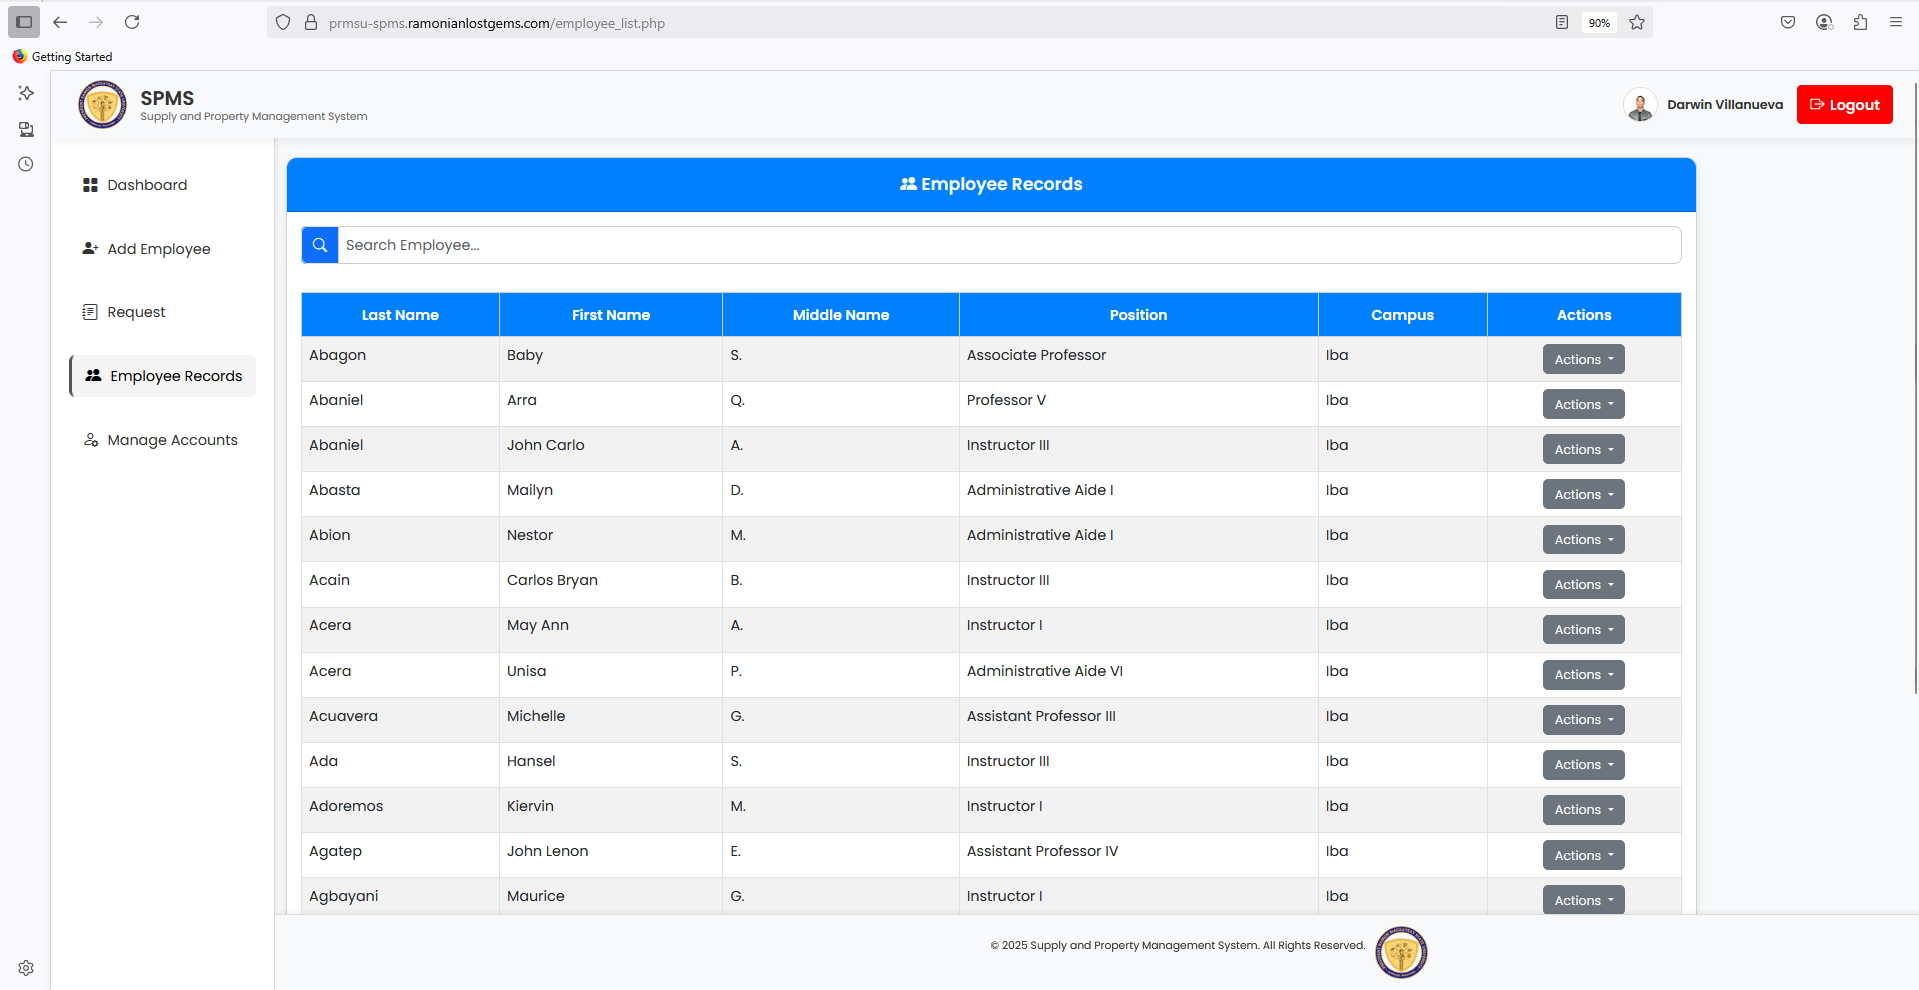 prmsu-spms.ramonianlostgems.com/employee_list.php
90%
Getting Started
SPMS
Supply and Property Management System
Darwin Villanueva
Logout
Dashboard
Add Employee
Request
Employee Records
Manage Accounts
Employee Records
Search Employee...
Last Name First Name Middle Name Position Campus Actions
Abagon Baby S. Associate Professor Iba Actions
Abaniel Arra Q. Professor V Iba Actions
Abaniel John Carlo A. Instructor III Iba Actions
Abasta Mailyn D. Administrative Aide I Iba Actions
Abion Nestor M. Administrative Aide I Iba Actions
Acain Carlos Bryan B. Instructor III Iba Actions
Acera May Ann A. Instructor I Iba Actions
Acera Unisa P. Administrative Aide VI Iba Actions
Acuavera Michelle G. Assistant Professor III Iba Actions
Ada Hansel S. Instructor III Iba Actions
Adoremos Kiervin M. Instructor I Iba Actions
Agatep John Lenon E. Assistant Professor IV Iba Actions
Agbayani Maurice G. Instructor I Iba Actions
© 2025 Supply and Property Management System. All Rights Reserved.